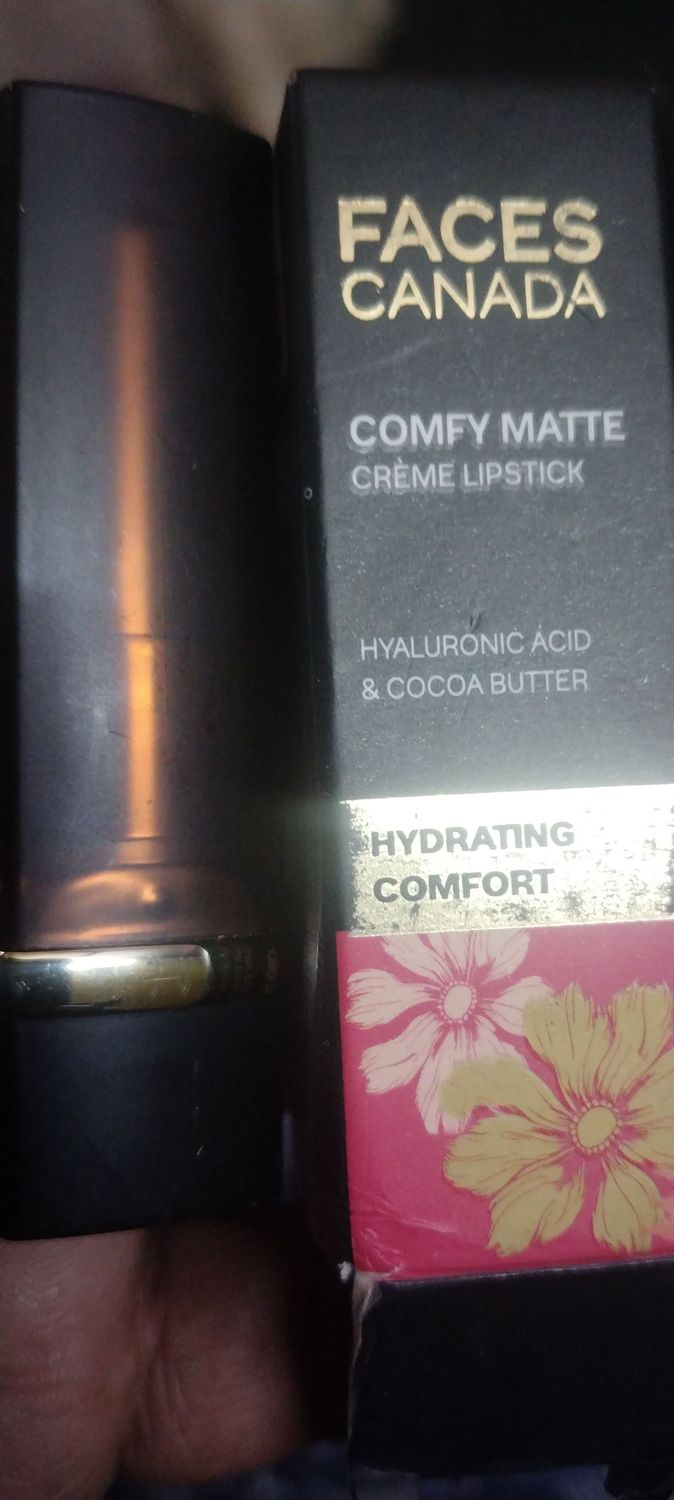 FACES
CANADA
COMFY MATTE
CRÈME LIPSTICK
HYALURONIC ACID
& COCOA BUTTER
HYDRATING
COMFORT